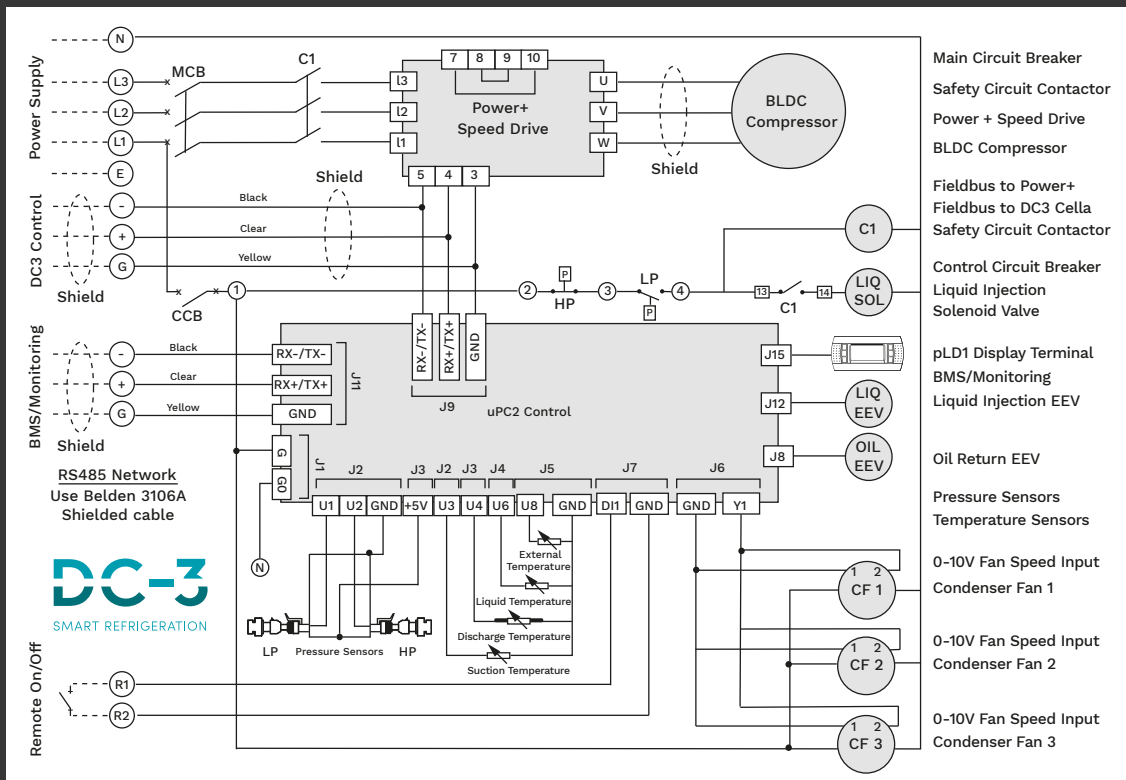 Power Supply
N
L3
L2
L1
E
MCB
C1
l3
l2
l1
7 8 9 10
Power+
Speed Drive
U
V
W
5 4 3
Shield
BLDC
Compressor
Main Circuit Breaker
Safety Circuit Contactor
Power + Speed Drive
BLDC Compressor
DC3 Control
-
+
G
Shield
Black
Clear
Yellow
Shield
Fieldbus to Power+
Fieldbus to DC3 Cella
Safety Circuit Contactor
C1
CCB
1
2
P
HP
3
LP
P
4
13
C1
14
LIQ
SOL
Control Circuit Breaker
Liquid Injection
Solenoid Valve
BMS/Monitoring
-
+
G
Shield
Black
Clear
Yellow
RX-/TX-
RX+/TX+
GND
J11
RX-/TX-
RX+/TX+
GND
J9
uPC2 Control
J15
J12
J8
LIQ
EEV
OIL
EEV
pLD1 Display Terminal
BMS/Monitoring
Liquid Injection EEV
Oil Return EEV
RS485 Network
Use Belden 3106A
Shielded cable
G
G0
J1
N
J2 J3 J2 J3 J4 J5 J7 J6
U1 U2 GND +5V U3 U4 U6 U8 GND DI1 GND GND Y1
Pressure Sensors
Temperature Sensors
External
Temperature
Liquid Temperature
Discharge Temperature
Suction Temperature
LP
Pressure Sensors
HP
DC-3
SMART REFRIGERATION
1 2
CF 1
0-10V Fan Speed Input
Condenser Fan 1
1 2
CF 2
0-10V Fan Speed Input
Condenser Fan 2
1 2
CF 3
0-10V Fan Speed Input
Condenser Fan 3
Remote On/Off
R1
R2